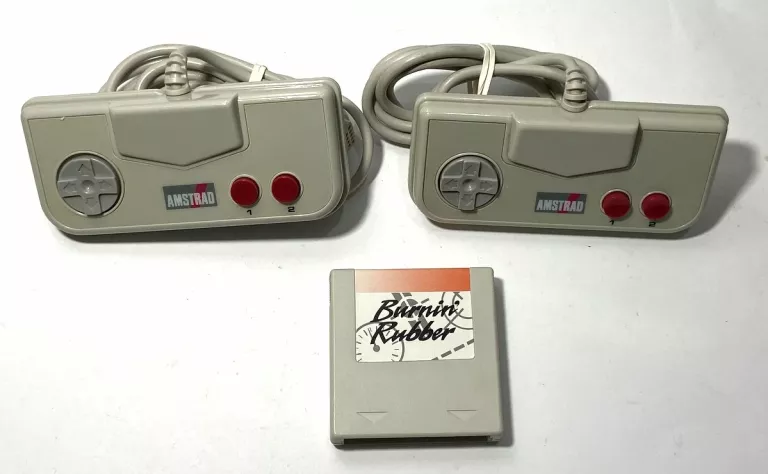 AMSTRAD
1 2
AMSTRAD
1 2
Burnin'
Rubber